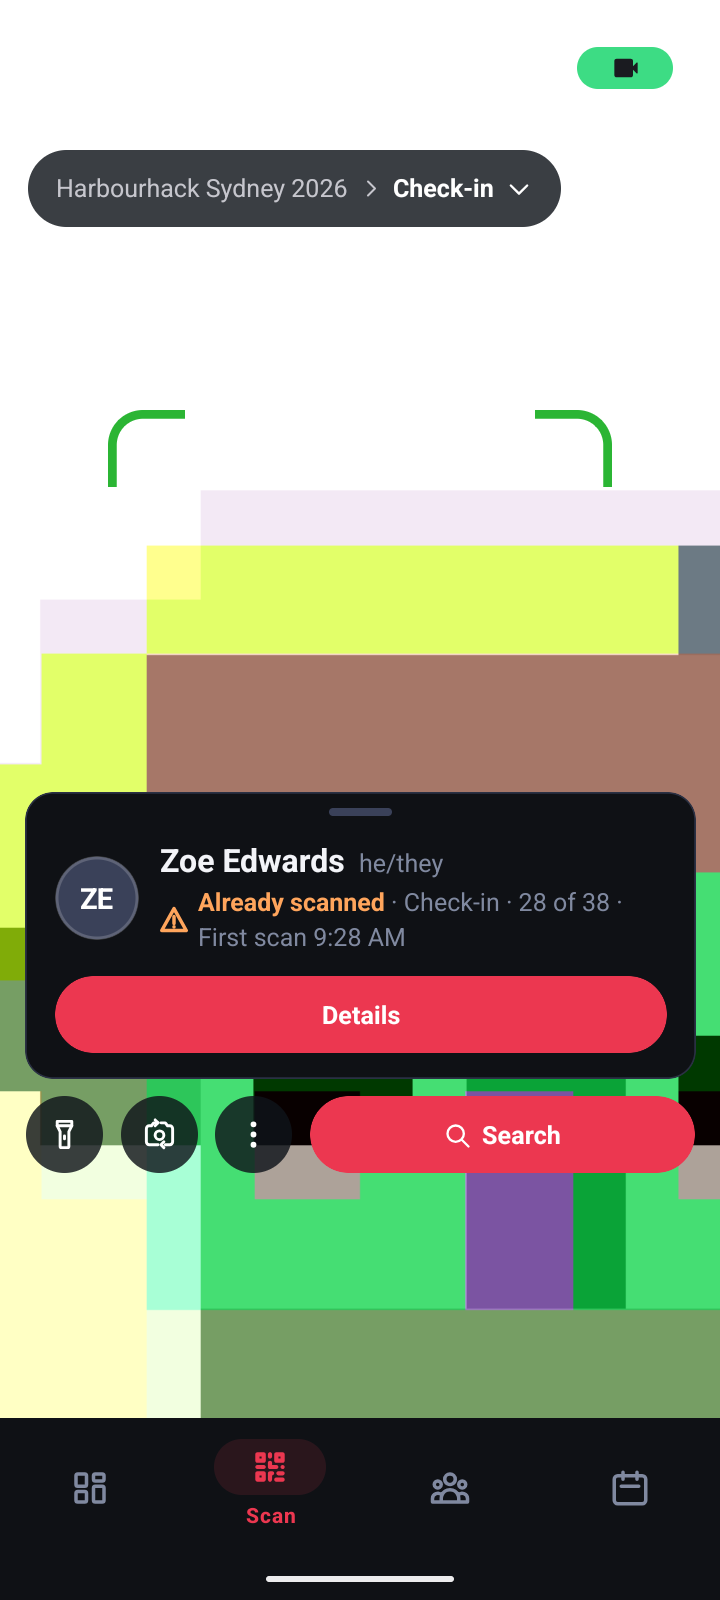 Harbourhack Sydney 2026 > Check-in
Zoe Edwards he/they
ZE
Already scanned · Check-in · 28 of 38 ·
First scan 9:28 AM
Details
Search
Scan